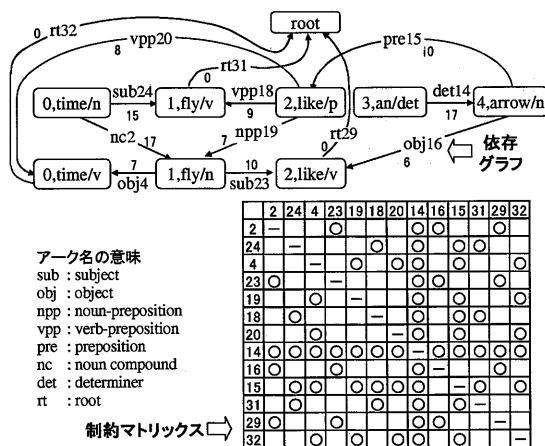 root
0 rt32
vpp20
8
rt31
0
pre15
10
0,time/n
sub24
15
1,fly/v
vpp18
9
2,like/p
3,an/det
det14
17
4,arrow/n
nc2
17
7
npp19
rt29
0
obj16
6
依存
グラフ
0,time/v
7
obj4
1,fly/n
10
sub23
2,like/v
アーク名の意味
sub : subject
obj : object
npp : noun-preposition
vpp : verb-preposition
pre : preposition
nc : noun compound
det : determiner
rt : root
制約マトリックス
2 24 4 23 19 18 20 14 16 15 31 29 32
2 － ○ ○ ○ ○
24 － ○ ○ ○ ○
4 － ○ ○ ○ ○ ○
23 ○ － ○ ○ ○
19 ○ － ○ ○ ○
18 ○ － ○ ○ ○
20 ○ － ○ ○ ○
14 ○ ○ ○ ○ ○ ○ ○ － ○ ○ ○ ○ ○
16 ○ ○ ○ － ○
15 ○ ○ ○ ○ ○ ○ － ○ ○
31 ○ ○ ○ ○ －
29 ○ ○ ○ ○ －
32 ○ ○ ○ ○ ○ －